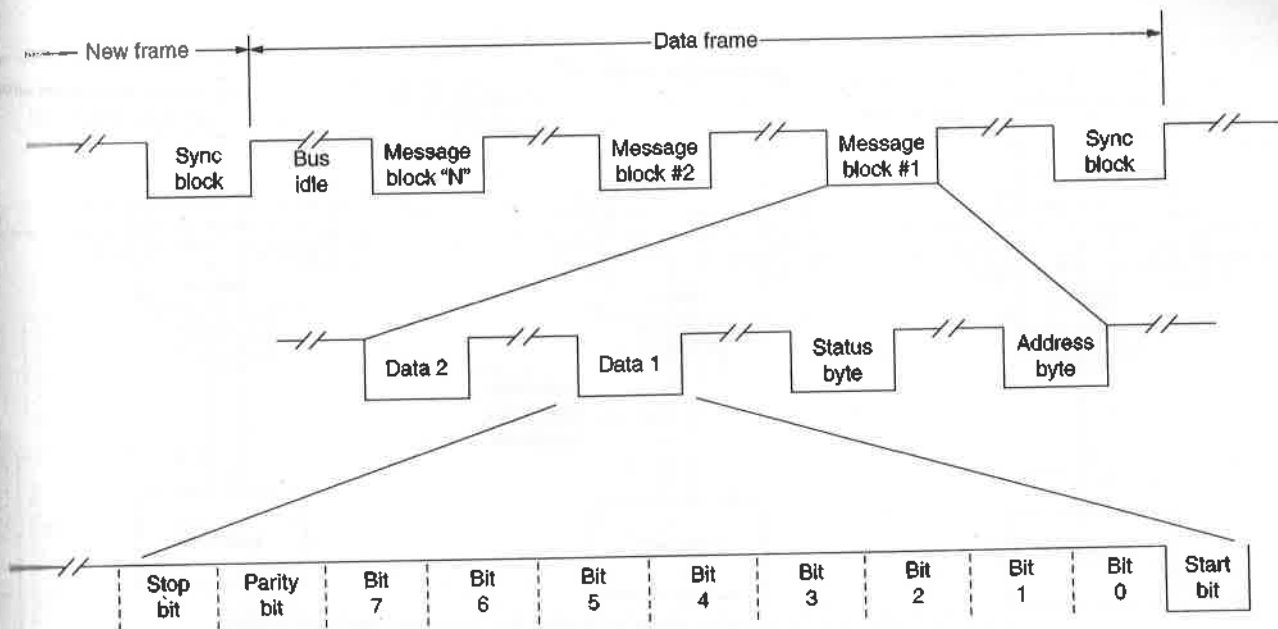 New frame
Data frame
Sync
block
Bus
idle
Message
block "N"
Message
block #2
Message
block #1
Sync
block
Data 2
Data 1
Status
byte
Address
byte
Stop
bit
Parity
bit
Bit
7
Bit
6
Bit
5
Bit
4
Bit
3
Bit
2
Bit
1
Bit
0
Start
bit